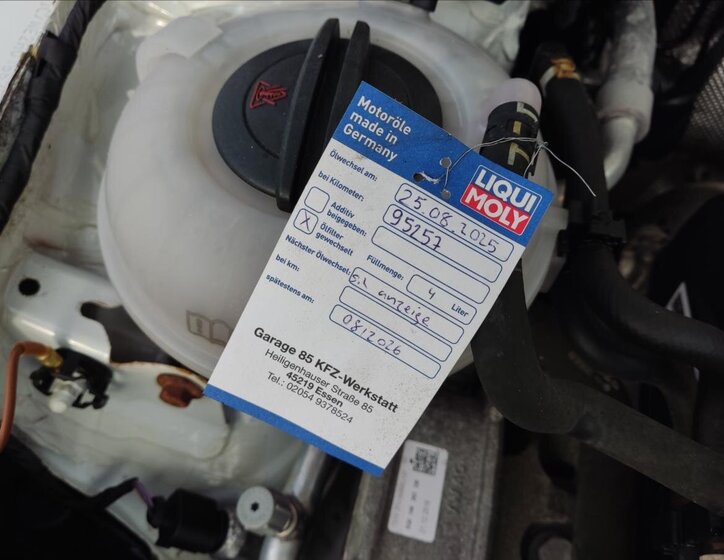 Motoröle
made in
Germany
LIQUI
MOLY
Ölwechsel am:
25.08.2025
bei Kilometer:
95257
Additiv
beigegeben:
X
Ölfilter
gewechselt
Füllmenge:
4
Liter
Nächster Ölwechsel:
bei km:
anzeige
spätestens am:
08/2026
Garage 85 KFZ-Werkstatt
Heiligenhauser Straße 85
45219 Essen
Tel.: 02054 9378524